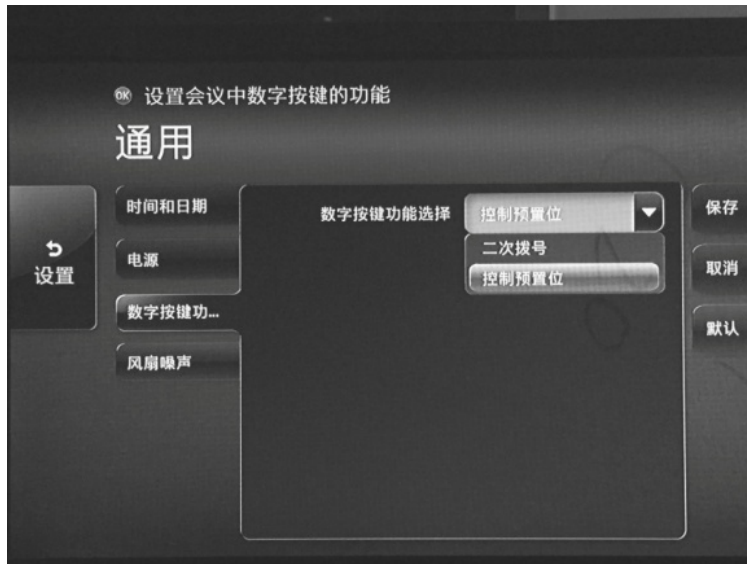 OK 设置会议中数字按键的功能
通用
设置
时间和日期
电源
数字按键功...
风扇噪声
数字按键功能选择
控制预置位
二次拨号
控制预置位
保存
取消
默认